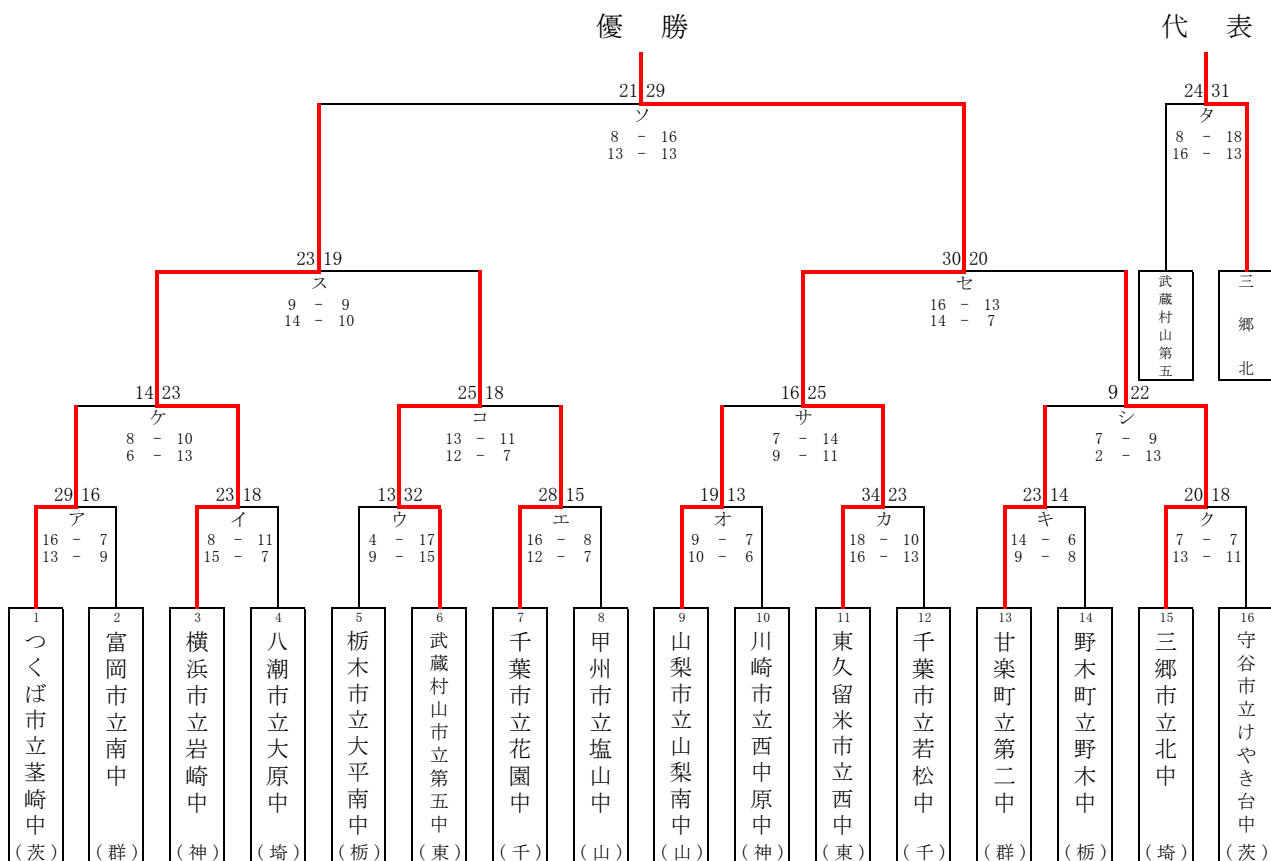 優 勝
代 表
21 29
ソ
8 - 16
13 - 13
24 31
タ
8 - 18
16 - 13
武蔵村山第五
三郷北
23 19
ス
9 - 9
14 - 10
30 20
セ
16 - 13
14 - 7
14 23
ケ
8 - 10
6 - 13
25 18
コ
13 - 11
12 - 7
16 25
サ
7 - 14
9 - 11
9 22
シ
7 - 9
2 - 13
29 16
ア
16 - 7
13 - 9
23 18
イ
8 - 11
15 - 7
13 32
ウ
4 - 17
9 - 15
28 15
エ
16 - 8
12 - 7
19 13
オ
9 - 7
10 - 6
34 23
カ
18 - 10
16 - 13
23 14
キ
14 - 6
9 - 8
20 18
ク
7 - 7
13 - 11
1
つくば市立茎崎中
(茨)
2
富岡市立南中
(群)
3
横浜市立岩崎中
(神)
4
八潮市立大原中
(埼)
5
栃木市立大平南中
(栃)
6
武蔵村山市立第五中
(東)
7
千葉市立花園中
(千)
8
甲州市立塩山中
(山)
9
山梨市立山梨南中
(山)
10
川崎市立西中原中
(神)
11
東久留米市立西中
(東)
12
千葉市立若松中
(千)
13
甘楽町立第二中
(群)
14
野木町立野木中
(栃)
15
三郷市立北中
(埼)
16
守谷市立けやき台中
(茨)